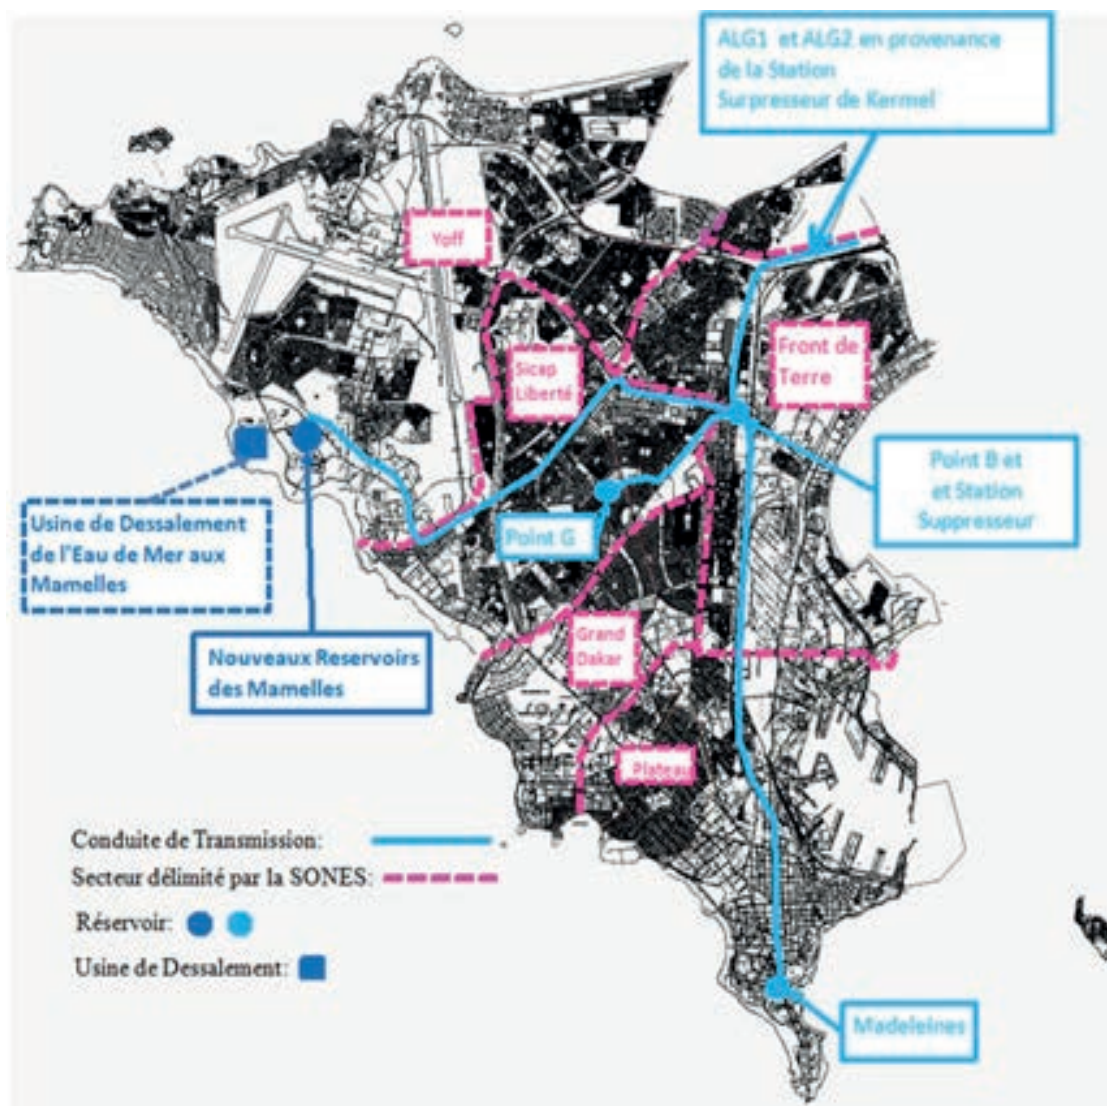 ALG1 et ALG2 en provenance
de la Station
Surpresseur de Kermel
Yoff
Sicap
Liberté
Front de
Terre
Point B et
et Station
Suppresseur
Point G
Usine de Dessalement
de l'Eau de Mer aux
Mamelles
Nouveaux Reservoirs
des Mamelles
Grand
Dakar
Plateau
Conduite de Transmission:
Secteur délimité par la SONES:
Réservoir:
Usine de Dessalement:
Madeleines